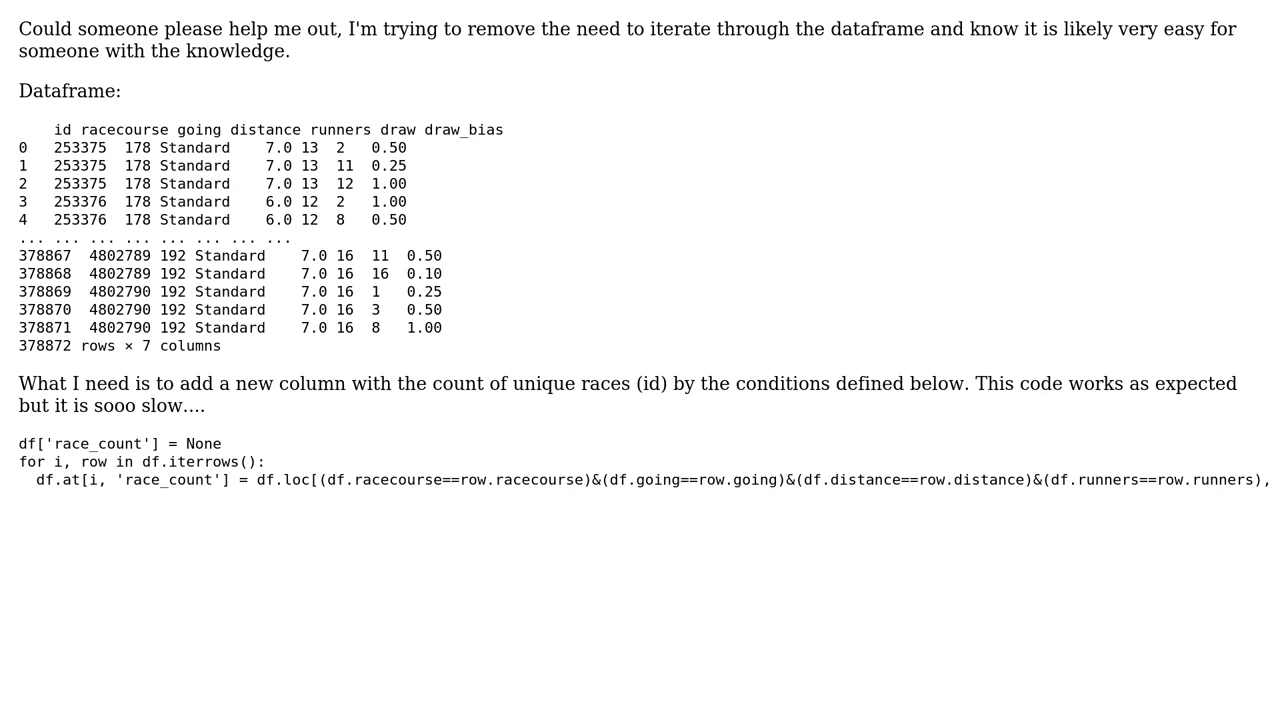 Could someone please help me out, I'm trying to remove the need to iterate through the dataframe and know it is likely very easy for
someone with the knowledge.
Dataframe:
id racecourse going distance runners draw draw_bias
0 253375 178 Standard 7.0 13 2 0.50
1 253375 178 Standard 7.0 13 11 0.25
2 253375 178 Standard 7.0 13 12 1.00
3 253376 178 Standard 6.0 12 2 1.00
4 253376 178 Standard 6.0 12 8 0.50
... ... ... ... ... ... ... ...
378867 4802789 192 Standard 7.0 16 11 0.50
378868 4802789 192 Standard 7.0 16 16 0.10
378869 4802790 192 Standard 7.0 16 1 0.25
378870 4802790 192 Standard 7.0 16 3 0.50
378871 4802790 192 Standard 7.0 16 8 1.00
378872 rows × 7 columns
What I need is to add a new column with the count of unique races (id) by the conditions defined below. This code works as expected
but it is sooo slow....
df['race_count'] = None
for i, row in df.iterrows():
df.at[i, 'race_count'] = df.loc[(df.racecourse==row.racecourse)&(df.going==row.going)&(df.distance==row.distance)&(df.runners==row.runners),